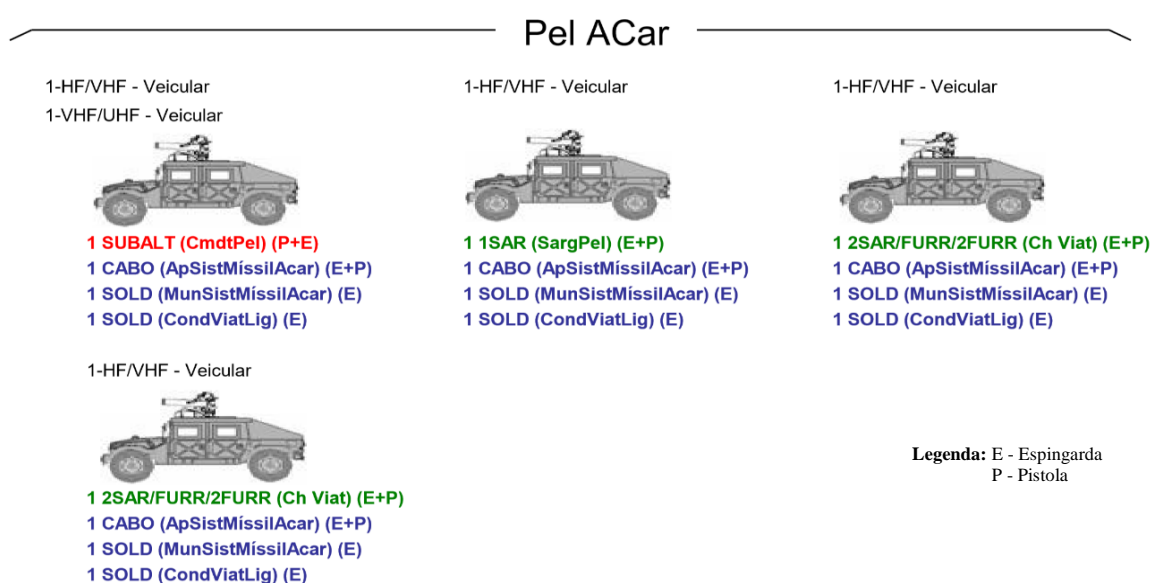 Pel ACar
1-HF/VHF - Veicular
1-VHF/UHF - Veicular
1 SUBALT (CmdtPel) (P+E)
1 CABO (ApSistMíssilAcar) (E+P)
1 SOLD (MunSistMíssilAcar) (E)
1 SOLD (CondViatLig) (E)
1-HF/VHF - Veicular
1 1SAR (SargPel) (E+P)
1 CABO (ApSistMíssilAcar) (E+P)
1 SOLD (MunSistMíssilAcar) (E)
1 SOLD (CondViatLig) (E)
1-HF/VHF - Veicular
1 2SAR/FURR/2FURR (Ch Viat) (E+P)
1 CABO (ApSistMíssilAcar) (E+P)
1 SOLD (MunSistMíssilAcar) (E)
1 SOLD (CondViatLig) (E)
1-HF/VHF - Veicular
1 2SAR/FURR/2FURR (Ch Viat) (E+P)
1 CABO (ApSistMíssilAcar) (E+P)
1 SOLD (MunSistMíssilAcar) (E)
1 SOLD (CondViatLig) (E)
Legenda: E - Espingarda
P - Pistola